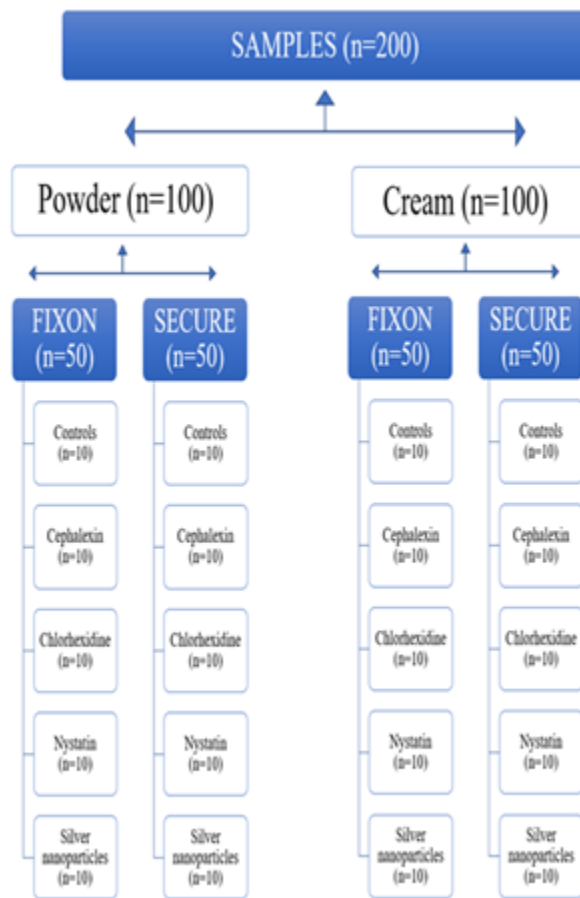 SAMPLES (n=200)
Powder (n=100)
Cream (n=100)
FIXON
(n=50)
SECURE
(n=50)
FIXON
(n=50)
SECURE
(n=50)
Controls
(n=10)
Controls
(n=10)
Controls
(n=10)
Controls
(n=10)
Cephalexin
(n=10)
Cephalexin
(n=10)
Cephalexin
(n=10)
Cephalexin
(n=10)
Chlorhexidine
(n=10)
Chlorhexidine
(n=10)
Chlorhexidine
(n=10)
Chlorhexidine
(n=10)
Nystatin
(n=10)
Nystatin
(n=10)
Nystatin
(n=10)
Nystatin
(n=10)
Silver
nanoparticles
(n=10)
Silver
nanoparticles
(n=10)
Silver
nanoparticles
(n=10)
Silver
nanoparticles
(n=10)